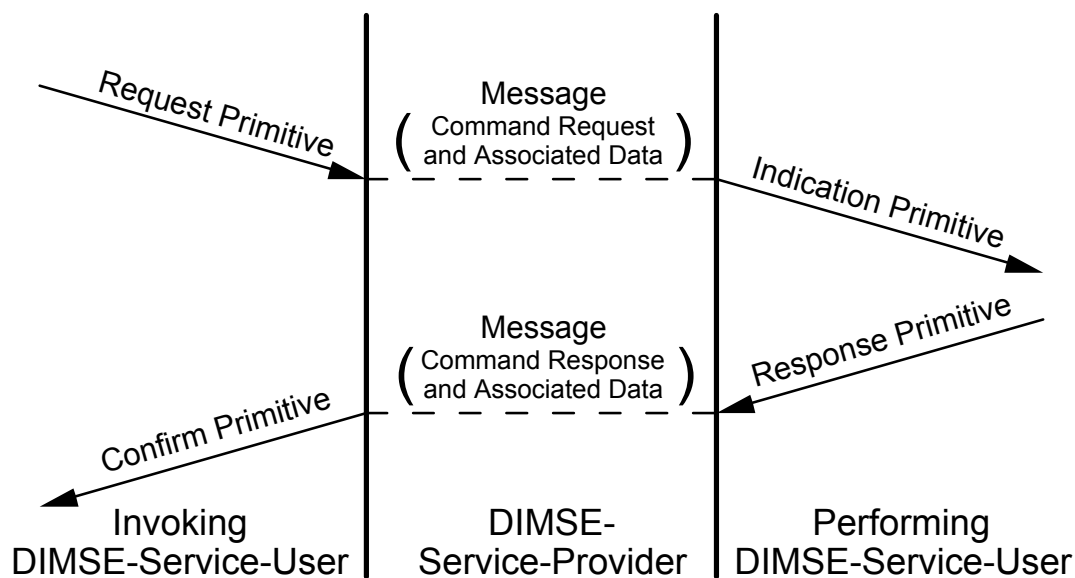 Request Primitive
Message
( Command Request
and Associated Data )
Indication Primitive
Message
( Command Response
and Associated Data )
Response Primitive
Confirm Primitive
Invoking
DIMSE-Service-User
DIMSE-
Service-Provider
Performing
DIMSE-Service-User